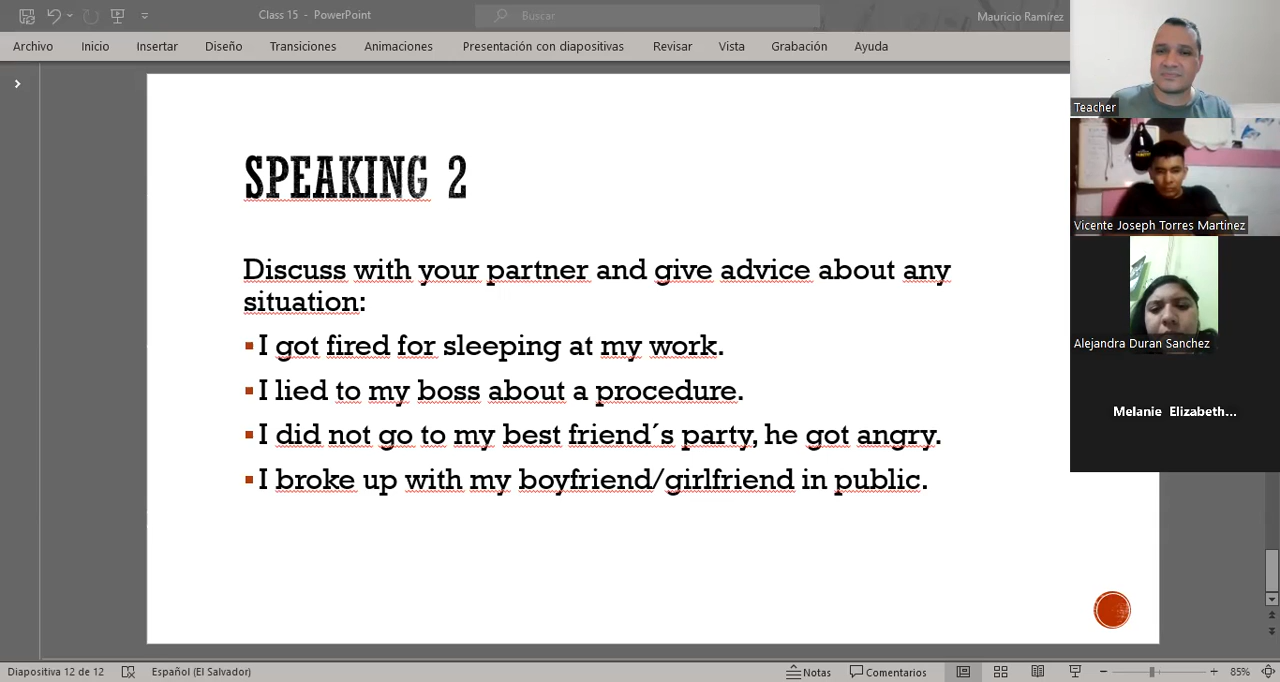 Class 15 - PowerPoint
Buscar
Mauricio Ramírez
Archivo Inicio Insertar Diseño Transiciones Animaciones Presentación con diapositivas Revisar Vista Grabación Ayuda
Teacher
Vicente Joseph Torres Martinez
Alejandra Duran Sanchez
Melanie Elizabeth...
SPEAKING 2
Discuss with your partner and give advice about any
situation:
▪I got fired for sleeping at my work.
▪I lied to my boss about a procedure.
▪I did not go to my best friend´s party, he got angry.
▪I broke up with my boyfriend/girlfriend in public.
Diapositiva 12 de 12 Español (El Salvador) Notas Comentarios 85%